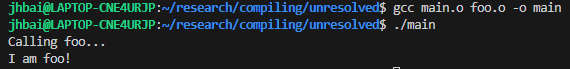 jhbai@LAPTOP-CNE4URJP:~/research/compiling/unresolved$ gcc main.o foo.o -o main
jhbai@LAPTOP-CNE4URJP:~/research/compiling/unresolved$ ./main
Calling foo...
I am foo!